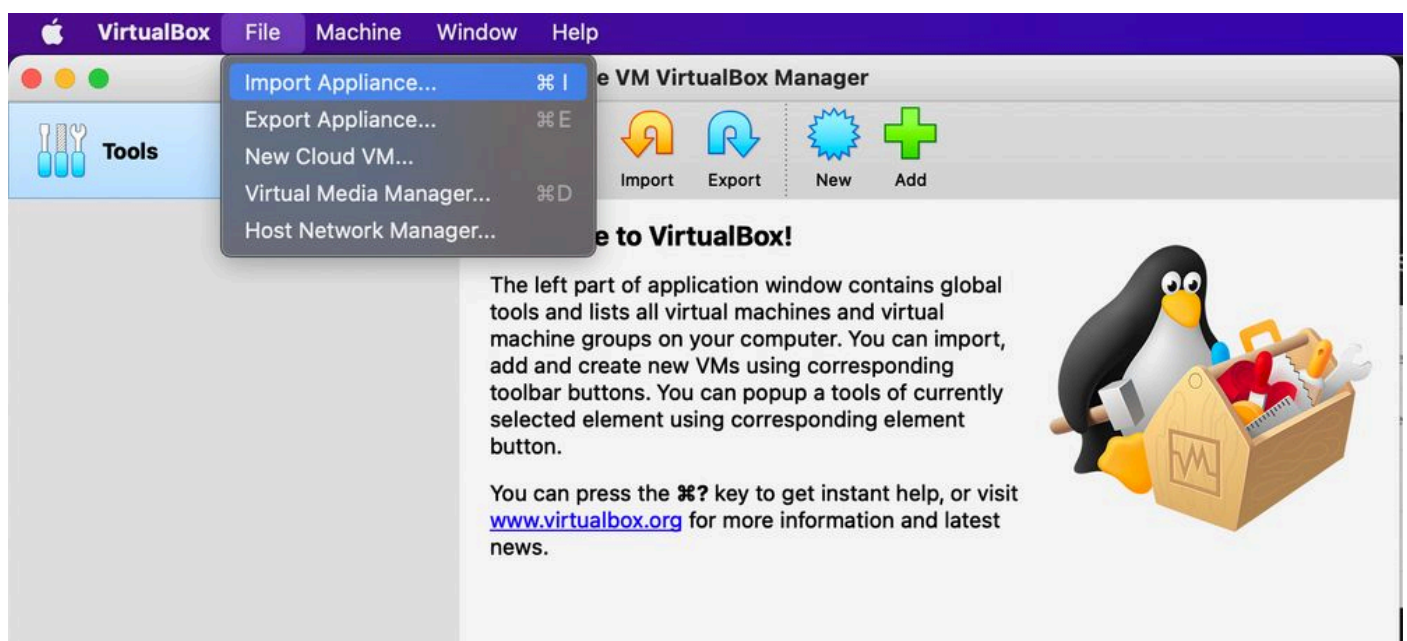 VirtualBox File Machine Window Help
e VM VirtualBox Manager
Import Appliance... ⌘ I
Export Appliance... ⌘ E
New Cloud VM...
Virtual Media Manager... ⌘ D
Host Network Manager...
Tools
Import Export New Add
e to VirtualBox!
The left part of application window contains global
tools and lists all virtual machines and virtual
machine groups on your computer. You can import,
add and create new VMs using corresponding
toolbar buttons. You can popup a tools of currently
selected element using corresponding element
button.
You can press the ⌘? key to get instant help, or visit
www.virtualbox.org for more information and latest
news.